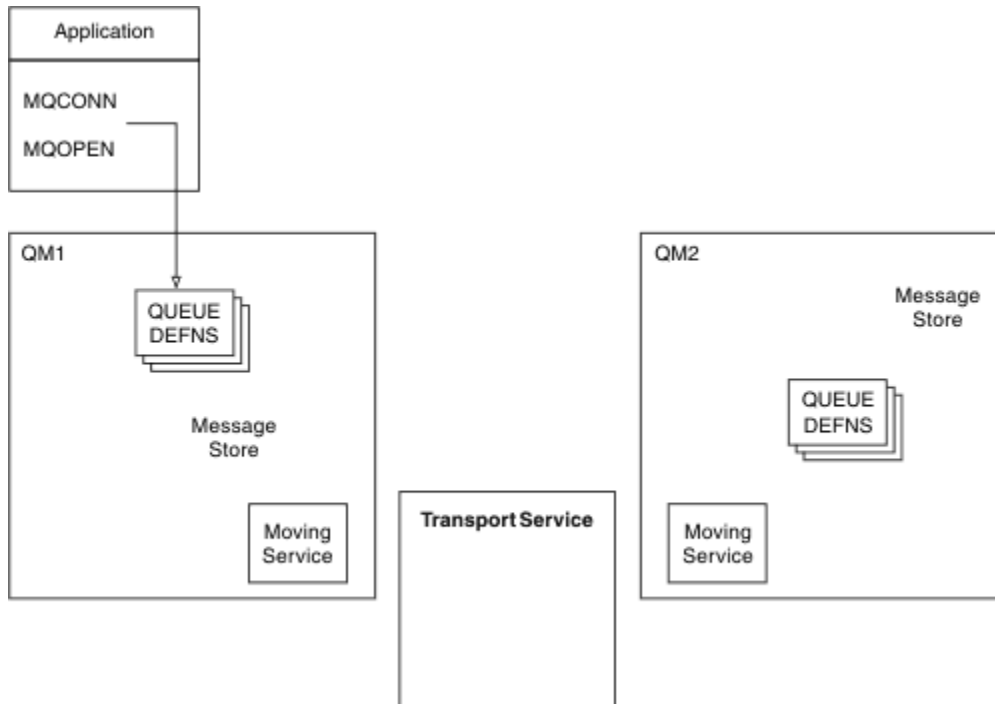 Application
MQCONN
MQOPEN
QM1
QUEUE
DEFNS
Message
Store
Moving
Service
Transport Service
QM2
Message
Store
QUEUE
DEFNS
Moving
Service